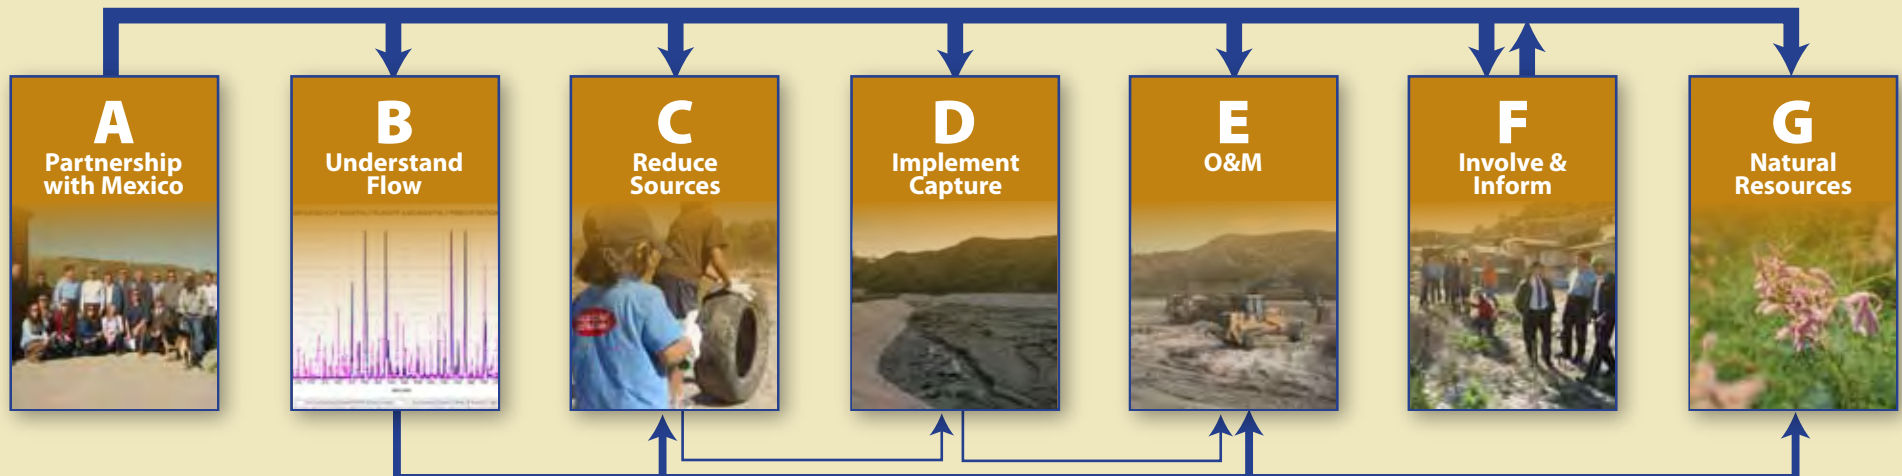 A
Partnership
with Mexico
B
Understand
Flow
C
Reduce
Sources
D
Implement
Capture
E
O&M
F
Involve &
Inform
G
Natural
Resources